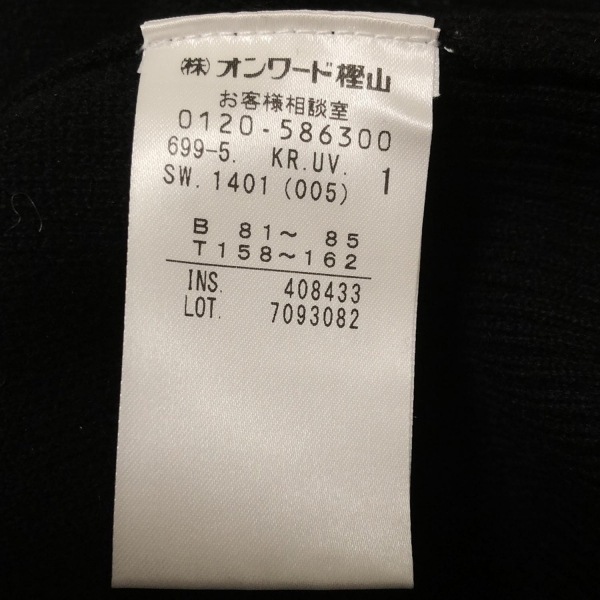 ㈱オンワード樫山
お客様相談室
0120-586300
699-5. KR.UV. 1
SW.1401(005)
B 81〜 85
T158〜162
INS. 408433
LOT. 7093082